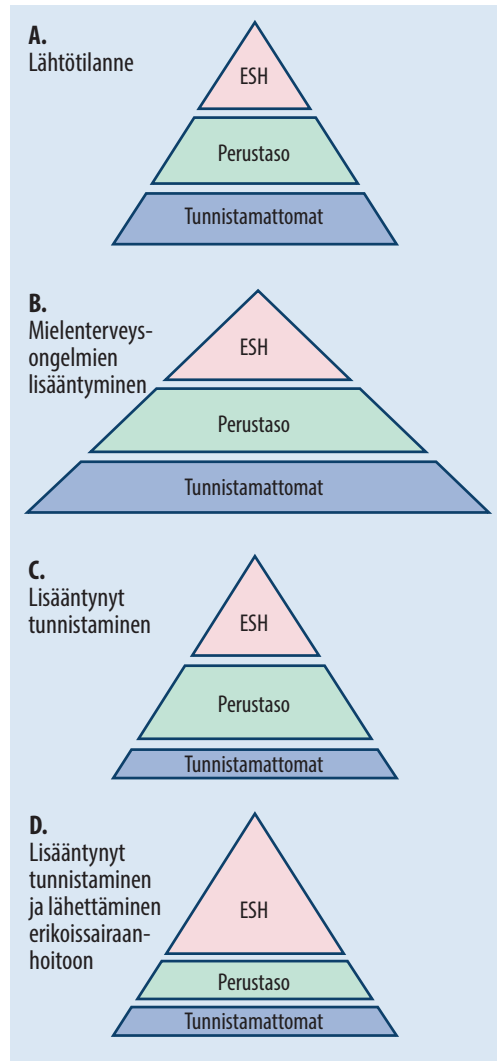 A.
Lähtötilanne
ESH
Perustaso
Tunnistamattomat
B.
Mielenterveys-
ongelmien
lisääntyminen
ESH
Perustaso
Tunnistamattomat
C.
Lisääntynyt
tunnistaminen
ESH
Perustaso
Tunnistamattomat
D.
Lisääntynyt
tunnistaminen
ja lähettäminen
erikoissairaan-
hoitoon
ESH
Perustaso
Tunnistamattomat